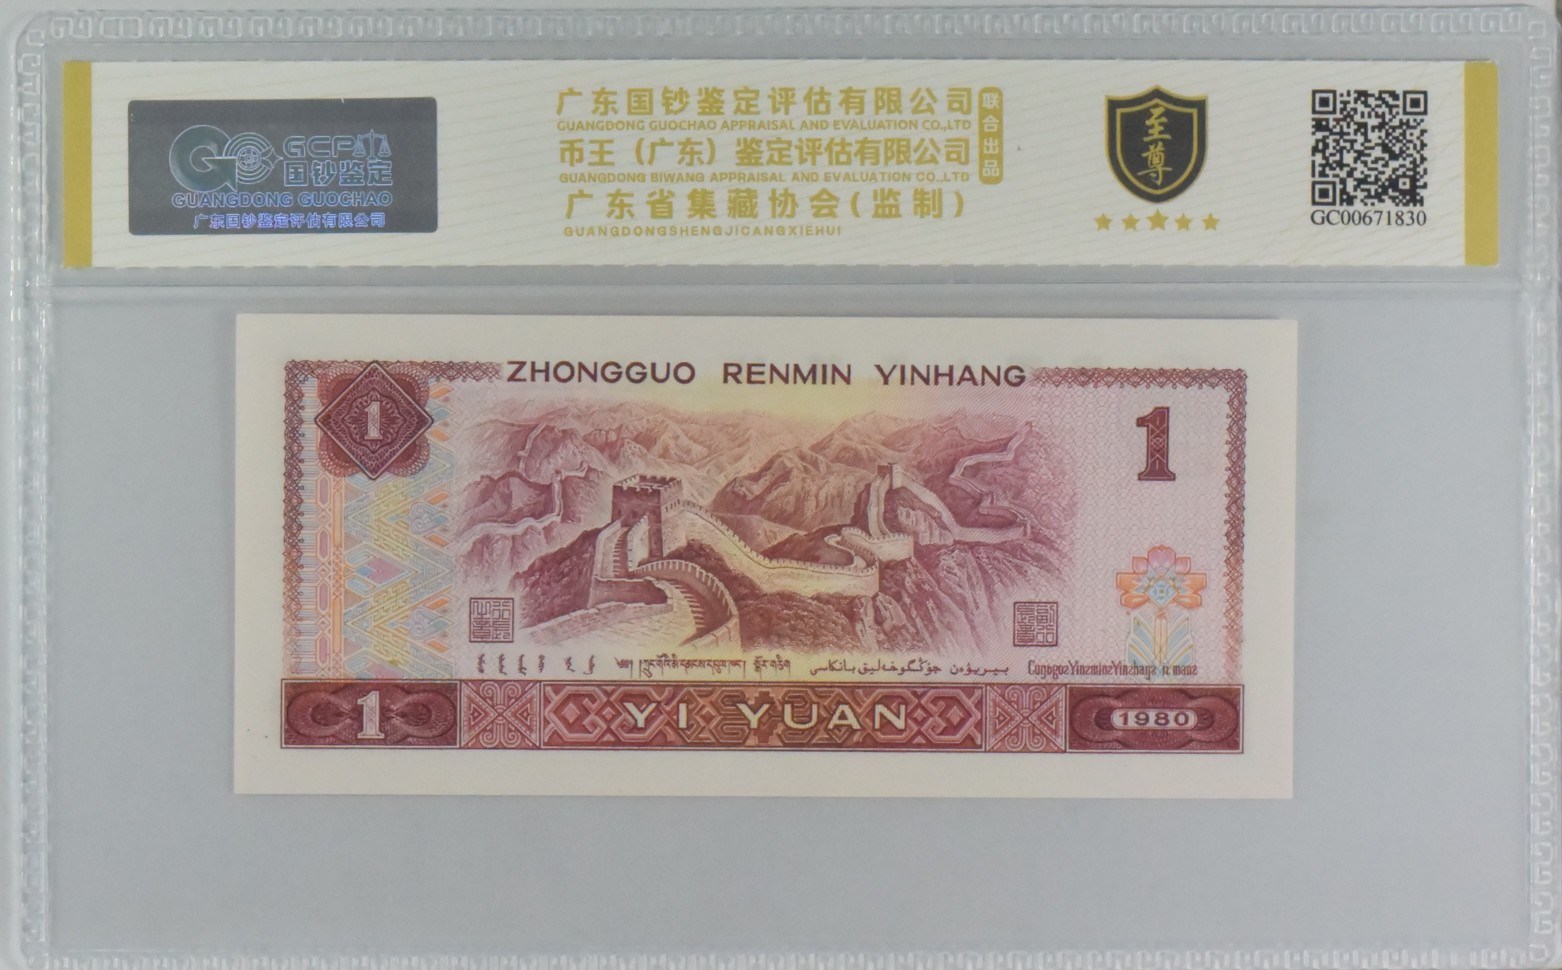 GCP
国钞鉴定
GUANGDONG GUOCHAO
广东国钞鉴定评估有限公司
广东国钞鉴定评估有限公司
GUANGDONG GUOCHAO APPRAISAL AND EVALUATION CO.,LTD
币王（广东）鉴定评估有限公司
GUANGDONG BIWANG APPRAISAL AND EVALUATION CO.,LTD
广东省集藏协会(监制)
GUANGDONGSHENGJICANGXIEHUI
联合出品
至尊
GC00671830
ZHONGGUO RENMIN YINHANG
1
1
1 YI YUAN 1980